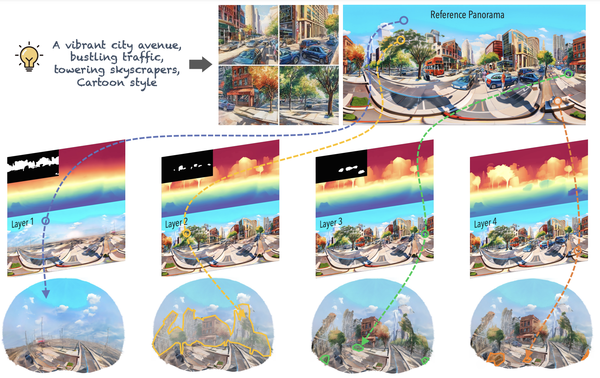 A vibrant city avenue,
bustling traffic,
towering skyscrapers,
Cartoon style
Reference Panorama
Layer 1
Layer 2
Layer 3
Layer 4